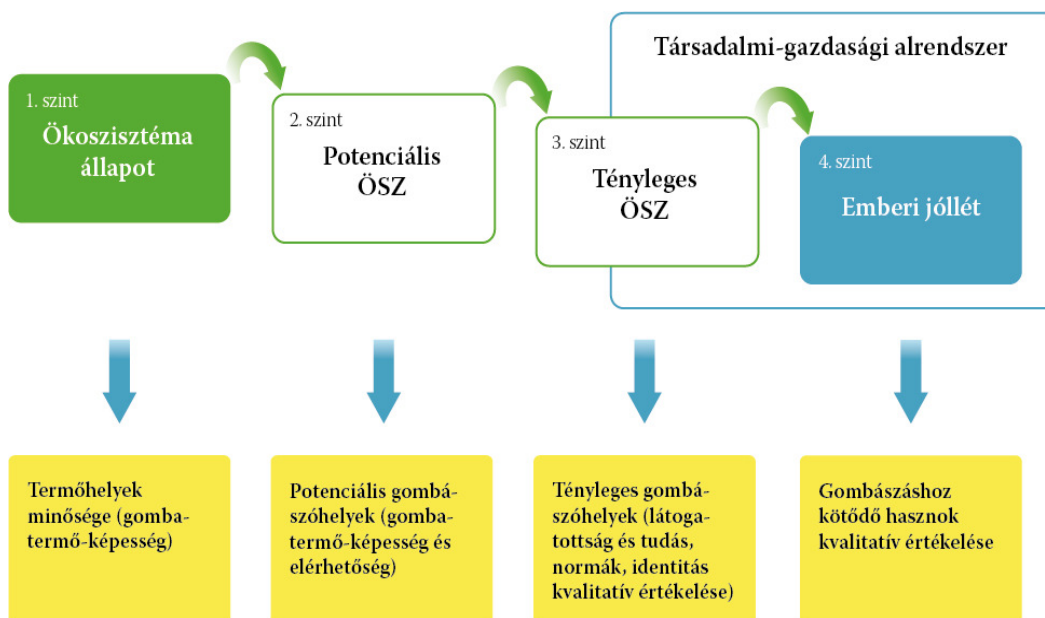 Társadalmi-gazdasági alrendszer
1. szint
Ökoszisztéma
állapot
2. szint
Potenciális
ÖSZ
3. szint
Tényleges
ÖSZ
4. szint
Emberi jóllét
Termőhelyek
minősége (gomba-
termő-képesség)
Potenciális gombá-
szóhelyek (gomba-
termő-képesség és
elérhetőség)
Tényleges gombá-
szóhelyek (látoga-
tottság és tudás,
normák, identitás
kvalitatív értékelése)
Gombászáshoz
kötődő hasznok
kvalitatív értékelése